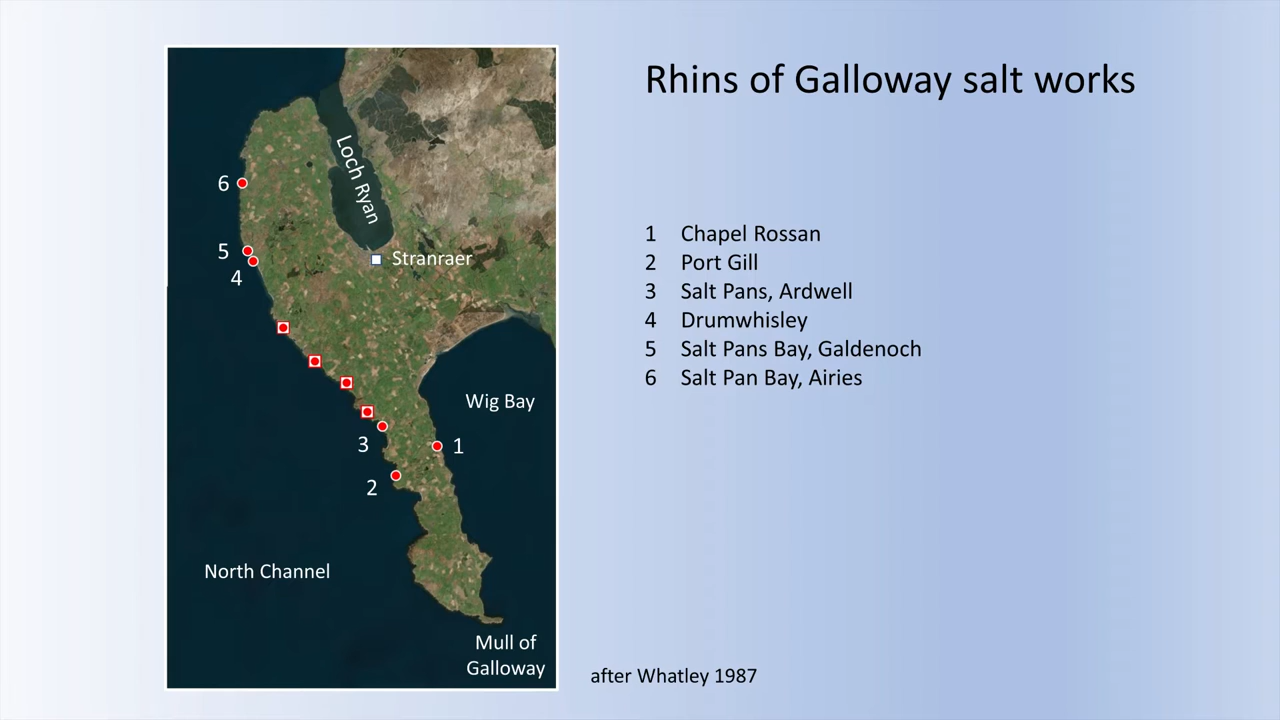 Rhins of Galloway salt works
Loch Ryan
6
5
4
Stranraer
Wig Bay
3
1
2
North Channel
Mull of
Galloway
1 Chapel Rossan
2 Port Gill
3 Salt Pans, Ardwell
4 Drumwhisley
5 Salt Pans Bay, Galdenoch
6 Salt Pan Bay, Airies
after Whatley 1987